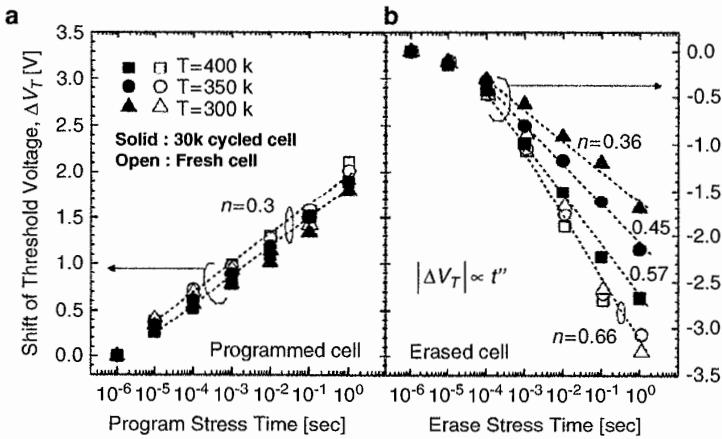 a
b
3.5
3.0
2.5
2.0
1.5
1.0
0.5
0.0
Shift of Threshold Voltage, ΔV_T [V]
T=400 k
T=350 k
T=300 k
Solid : 30k cycled cell
Open : Fresh cell
n=0.3
Programmed cell
10⁻⁶ 10⁻⁵ 10⁻⁴ 10⁻³ 10⁻² 10⁻¹ 10⁰
Program Stress Time [sec]
n=0.36
0.45
0.57
n=0.66
|ΔV_T| ∝ t″
Erased cell
0.0
-0.5
-1.0
-1.5
-2.0
-2.5
-3.0
-3.5
10⁻⁶ 10⁻⁵ 10⁻⁴ 10⁻³ 10⁻² 10⁻¹ 10⁰
Erase Stress Time [sec]